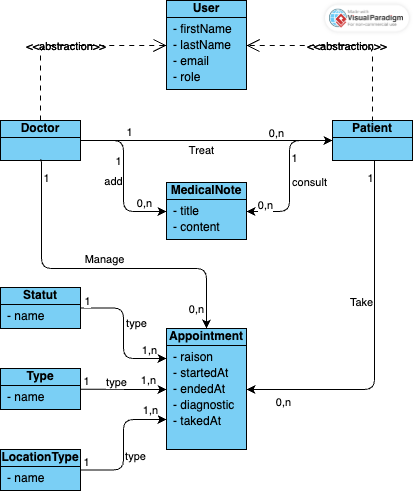 User
- firstName
- lastName
- email
- role
Made with
VisualParadigm
For non-commercial use
<<abstraction>>
<<abstraction>>
Doctor
Patient
1
0,n
Treat
1
1
1
1
add
consult
MedicalNote
- title
- content
0,n
0,n
Manage
0,n
Take
Statut
- name
1
type
1,n
Appointment
- raison
- startedAt
- endedAt
- diagnostic
- takedAt
Type
- name
1
type
1,n
0,n
1,n
LocationType
- name
1
type